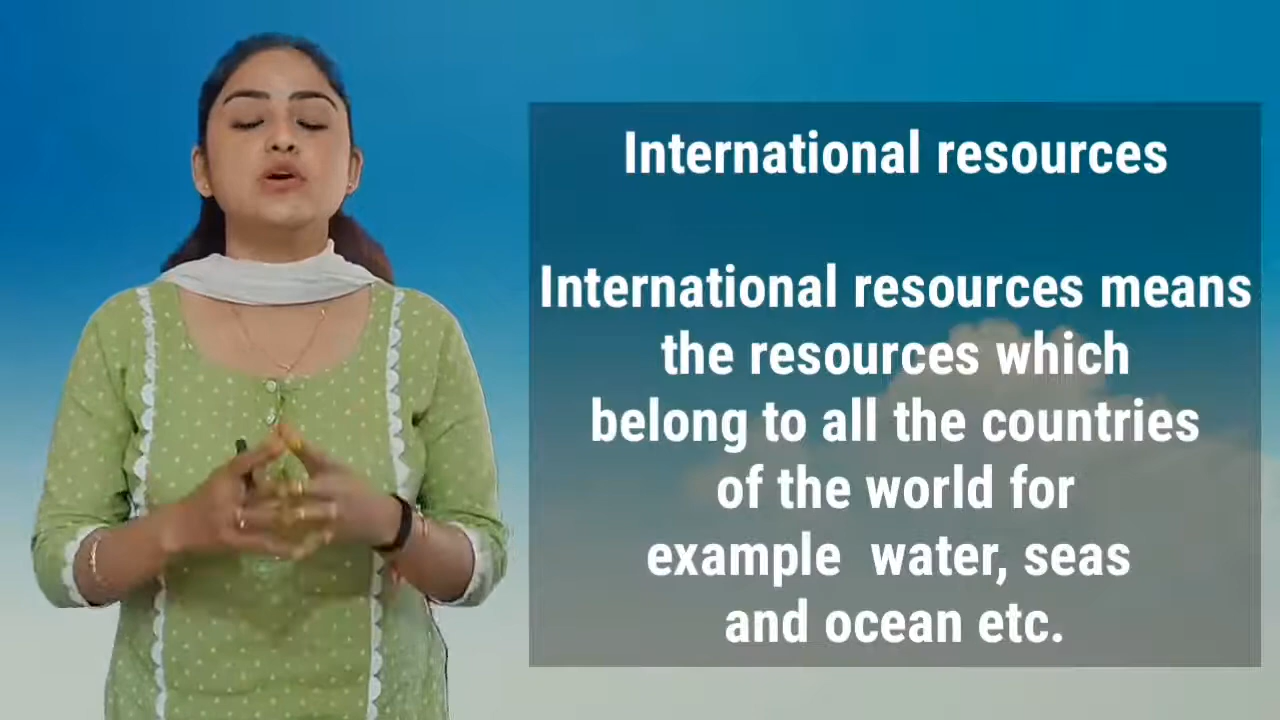 International resources
International resources means
the resources which
belong to all the countries
of the world for
example  water, seas
and ocean etc.